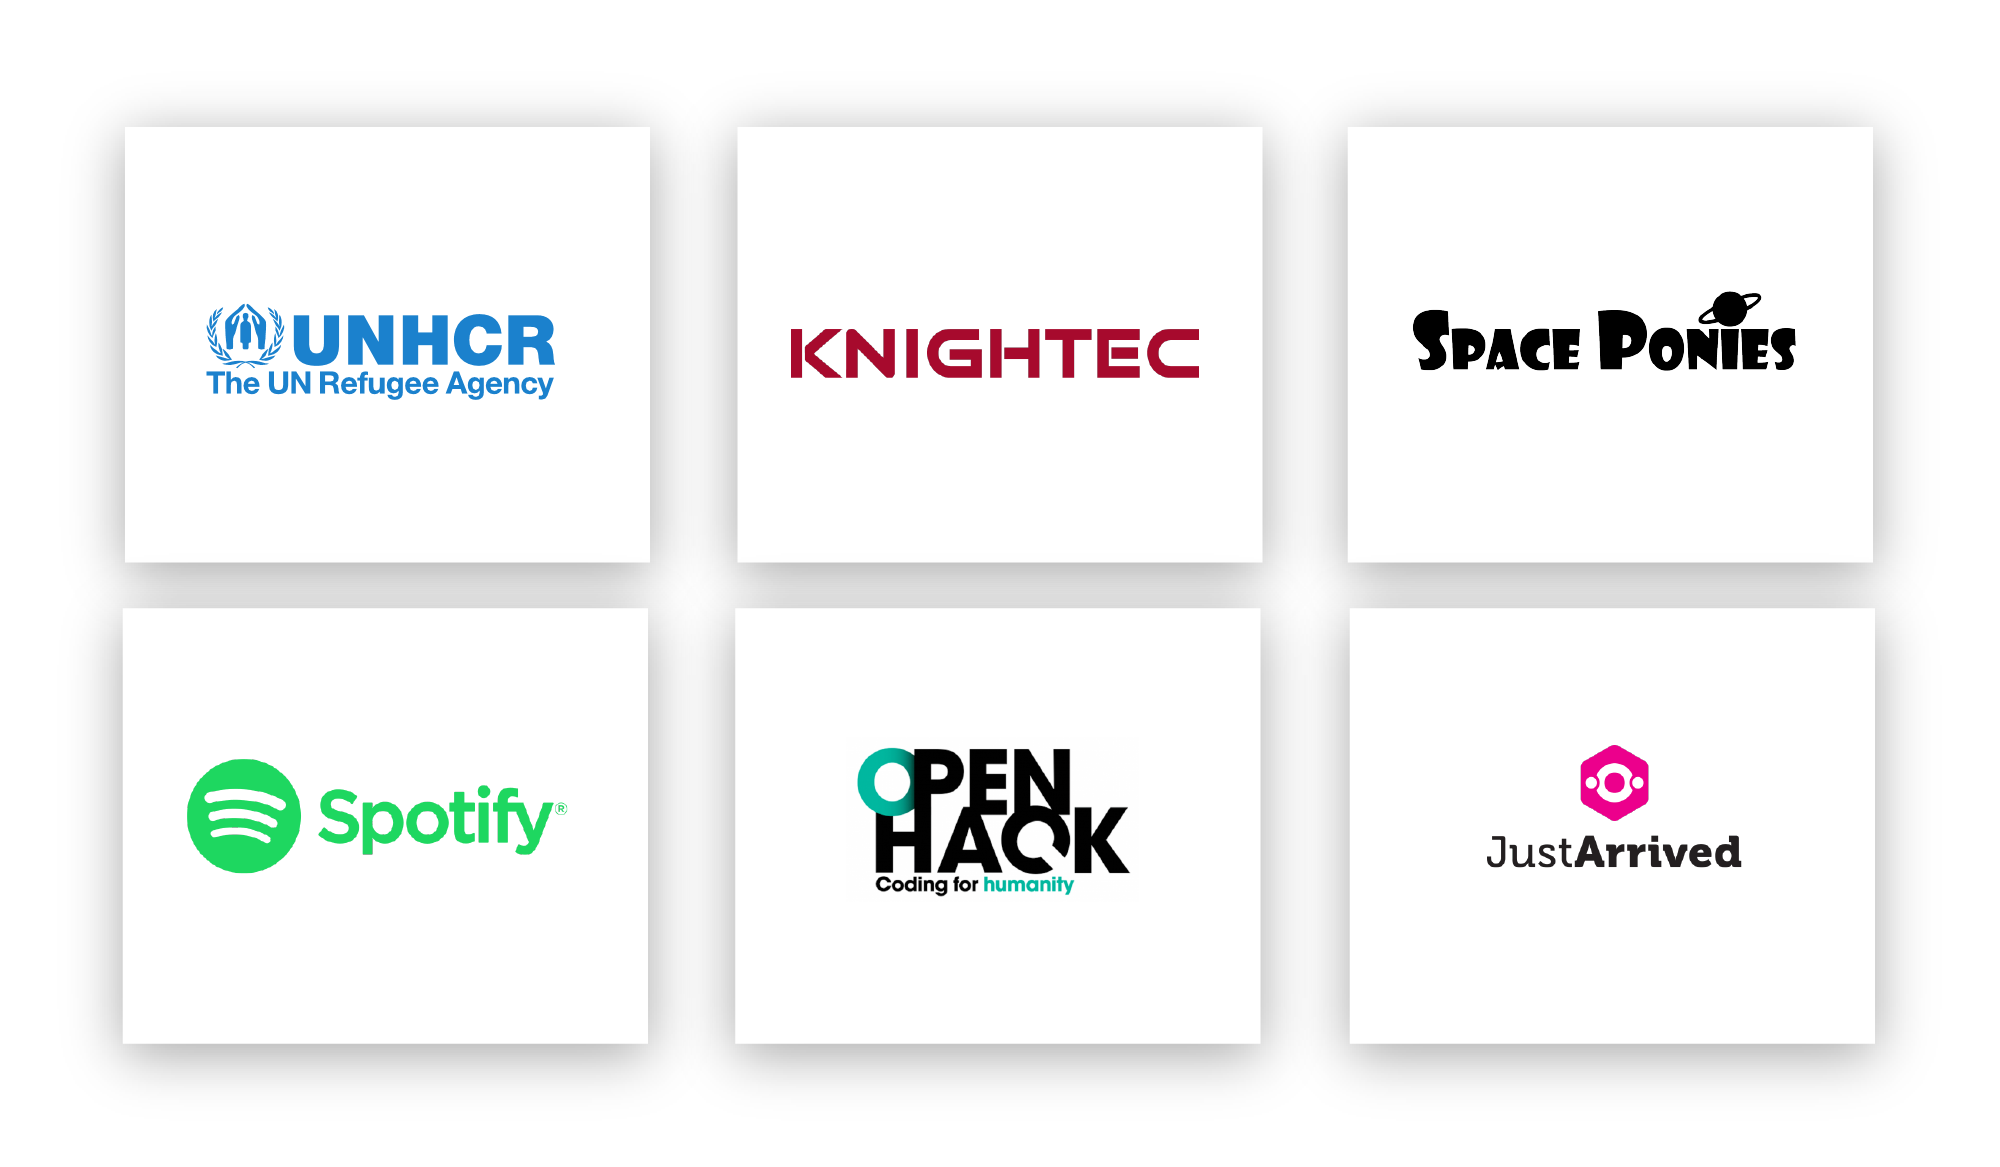 UNHCR
The UN Refugee Agency
KNIGHTEC
SPACE PONIES
Spotify®
OPEN
HACK
Coding for humanity
JustArrived